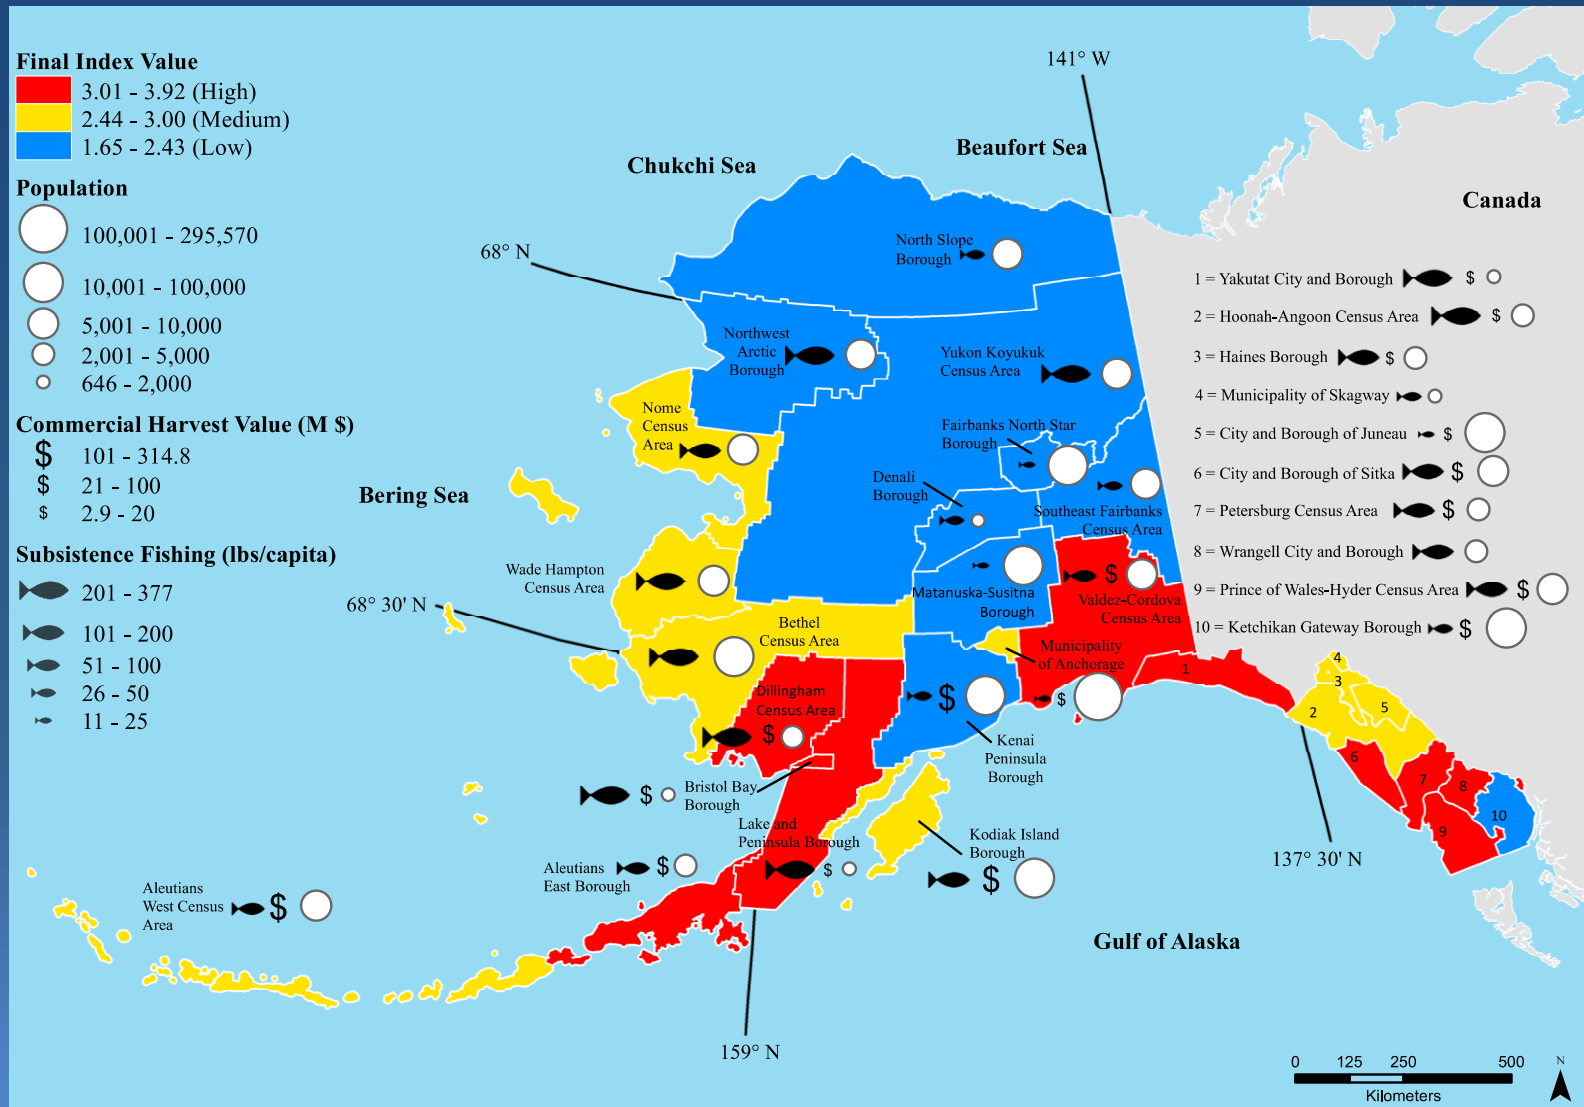 Final Index Value
3.01 - 3.92 (High)
2.44 - 3.00 (Medium)
1.65 - 2.43 (Low)
Population
100,001 - 295,570
10,001 - 100,000
5,001 - 10,000
2,001 - 5,000
646 - 2,000
Commercial Harvest Value (M $)
$ 101 - 314.8
$ 21 - 100
$ 2.9 - 20
Subsistence Fishing (lbs/capita)
201 - 377
101 - 200
51 - 100
26 - 50
11 - 25
141° W
Beaufort Sea
Chukchi Sea
Canada
68° N
North Slope
Borough
Northwest
Arctic
Borough
Yukon Koyukuk
Census Area
Nome
Census
Area
Fairbanks North Star
Borough
Denali
Borough
Bering Sea
Southeast Fairbanks
Census Area
Wade Hampton
Census Area
68° 30' N
Matanuska-Susitna
Borough
$
Valdez-Cordova
Census Area
Bethel
Census Area
Municipality
of Anchorage
$
Dillingham
Census Area
$
$
Kenai
Peninsula
Borough
$
Bristol Bay
Borough
Lake and
Peninsula Borough
$
Kodiak Island
Borough
$
Aleutians
East Borough
$
Aleutians
West Census
Area
$
1 = Yakutat City and Borough $
2 = Hoonah-Angoon Census Area $
3 = Haines Borough $
4 = Municipality of Skagway
5 = City and Borough of Juneau $
6 = City and Borough of Sitka $
7 = Petersburg Census Area $
8 = Wrangell City and Borough
9 = Prince of Wales-Hyder Census Area $
10 = Ketchikan Gateway Borough $
1
4
3
2
5
6
7
8
9
10
137° 30' N
Gulf of Alaska
159° N
0 125 250 500
Kilometers
N